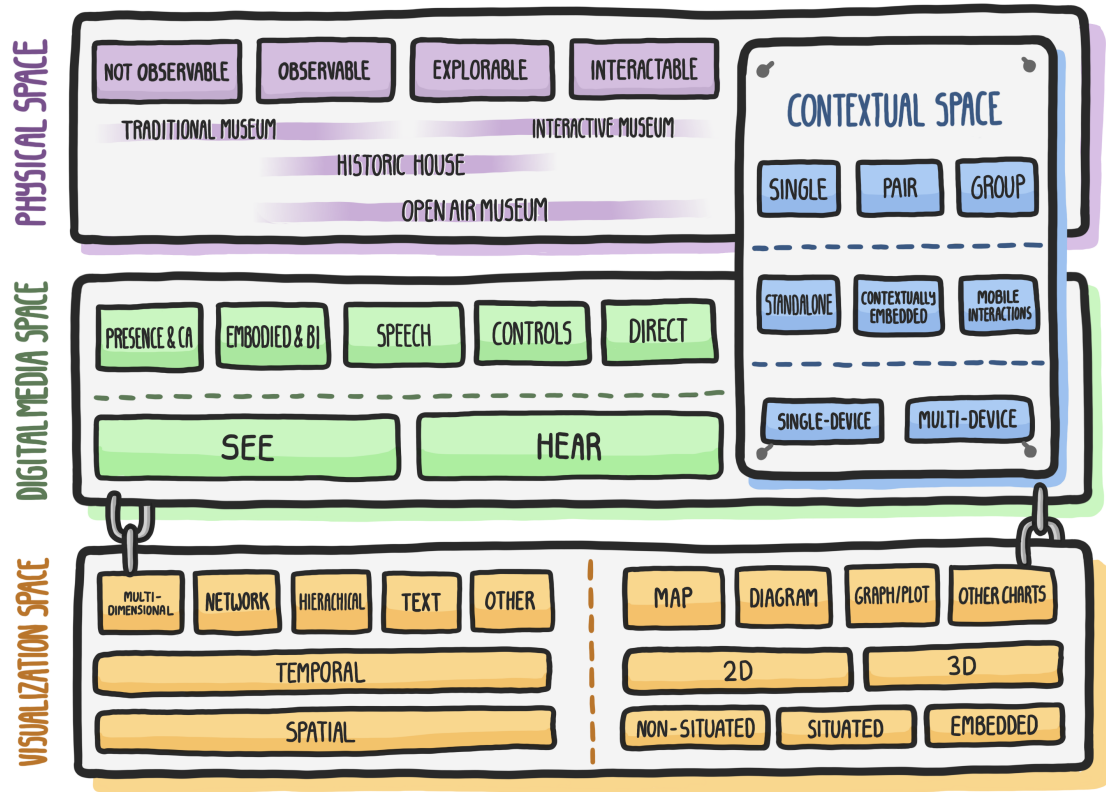 PHYSICAL SPACE
NOT OBSERVABLE
OBSERVABLE
EXPLORABLE
INTERACTABLE
TRADITIONAL MUSEUM
INTERACTIVE MUSEUM
HISTORIC HOUSE
OPEN AIR MUSEUM
CONTEXTUAL SPACE
SINGLE
PAIR
GROUP
STANDALONE
CONTEXTUALLY
EMBEDDED
MOBILE
INTERACTIONS
SINGLE-DEVICE
MULTI-DEVICE
DIGITAL MEDIA SPACE
PRESENCE & CA
EMBODIED & BI
SPEECH
CONTROLS
DIRECT
SEE
HEAR
VISUALIZATION SPACE
MULTI-
DIMENSIONAL
NETWORK
HIERACHICAL
TEXT
OTHER
TEMPORAL
SPATIAL
MAP
DIAGRAM
GRAPH/PLOT
OTHER CHARTS
2D
3D
NON-SITUATED
SITUATED
EMBEDDED